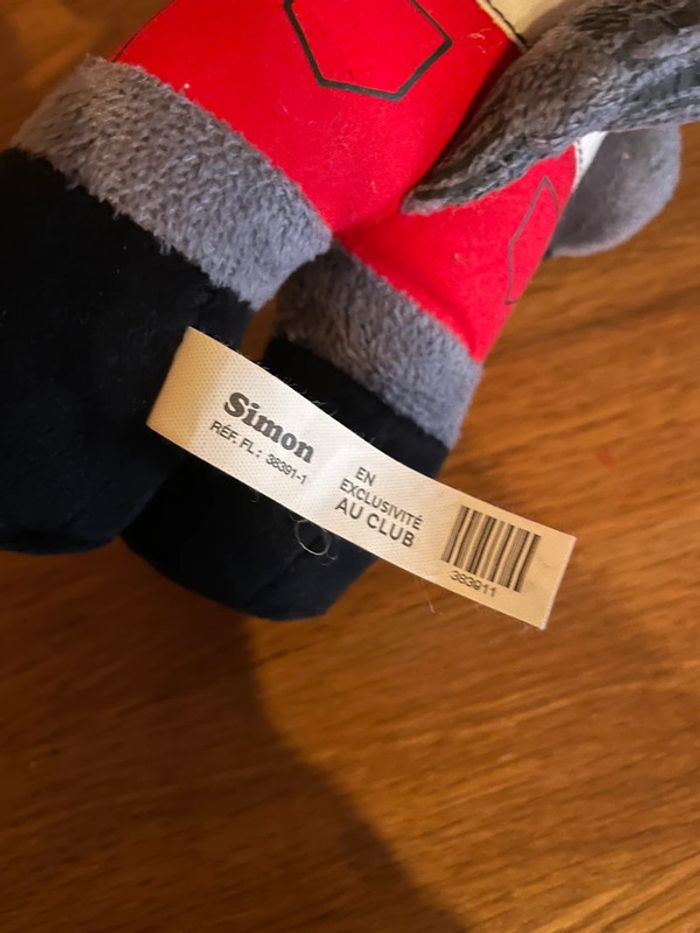 Simon
RÉF. FL : 38391-1
EN
EXCLUSIVITÉ
AU CLUB
383911